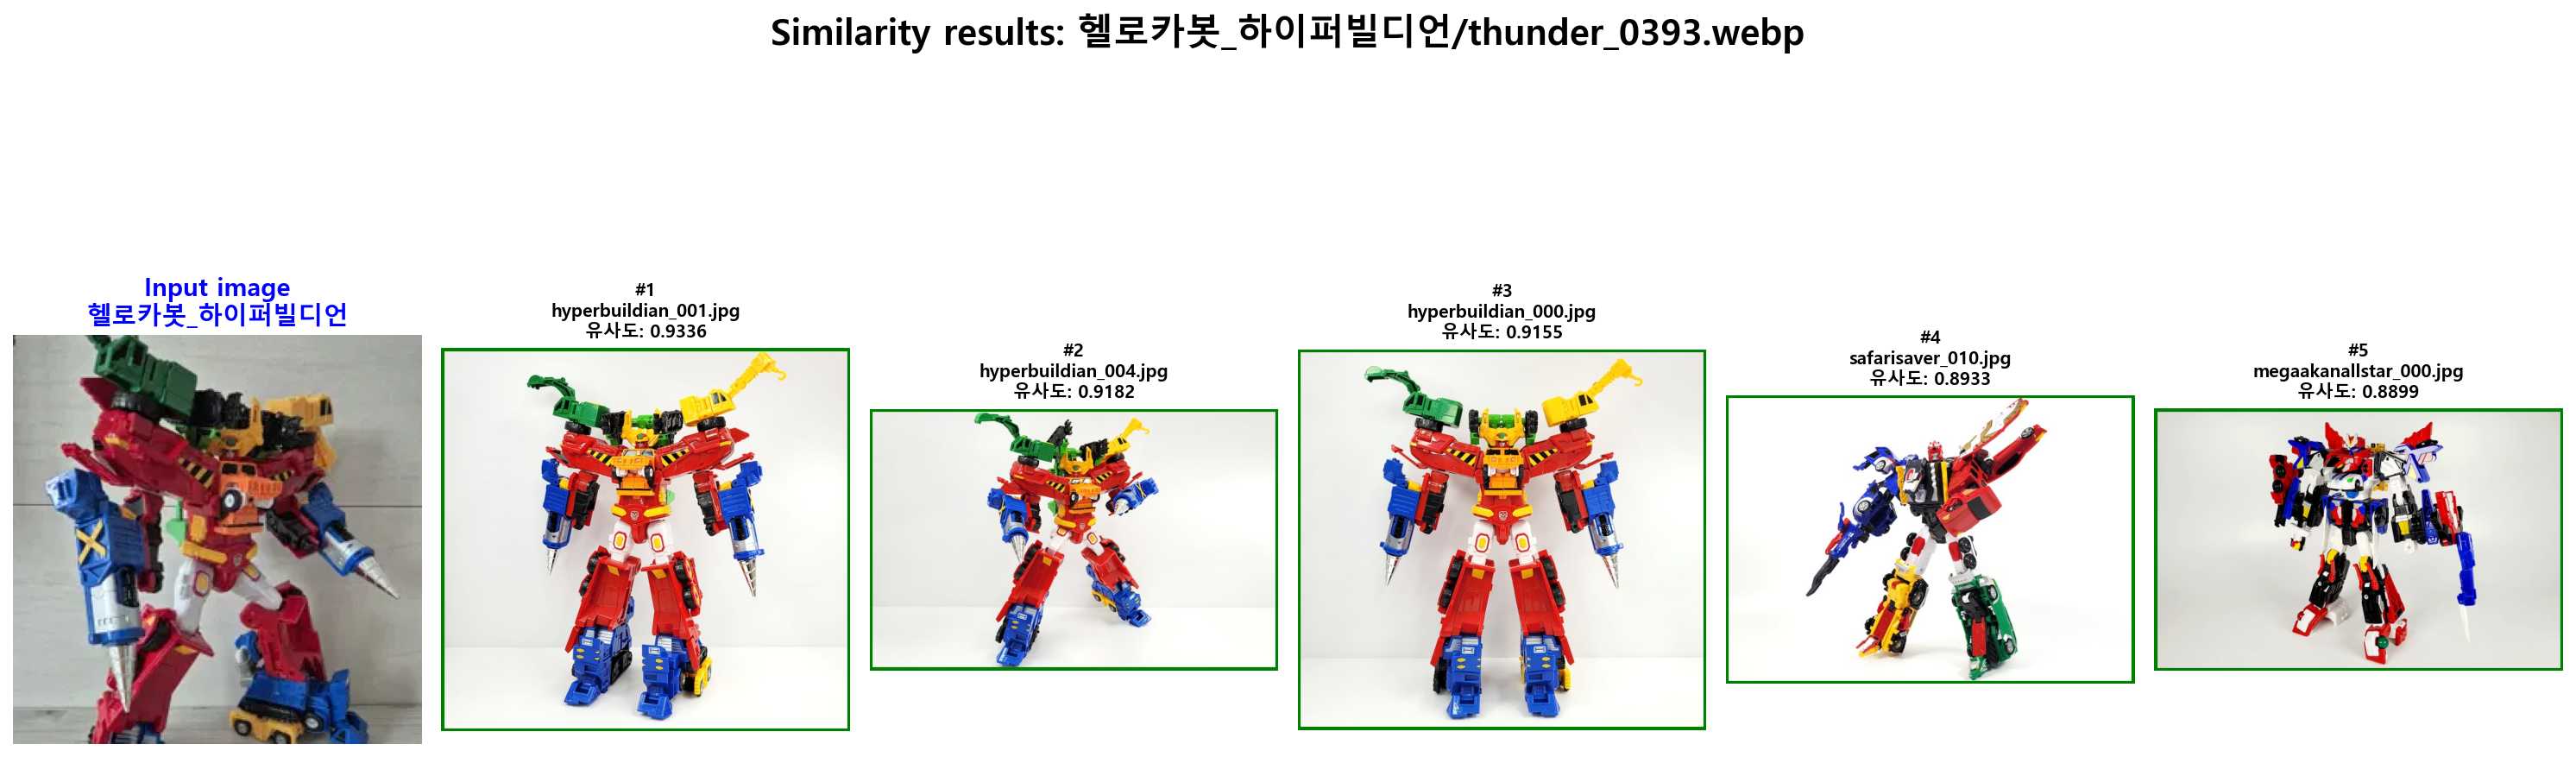 Similarity results: 헬로카봇_하이퍼빌디언/thunder_0393.webp
Input image
헬로카봇_하이퍼빌디언
#1
hyperbuildian_001.jpg
유사도: 0.9336
#2
hyperbuildian_004.jpg
유사도: 0.9182
#3
hyperbuildian_000.jpg
유사도: 0.9155
#4
safarisaver_010.jpg
유사도: 0.8933
#5
megaakanallstar_000.jpg
유사도: 0.8899